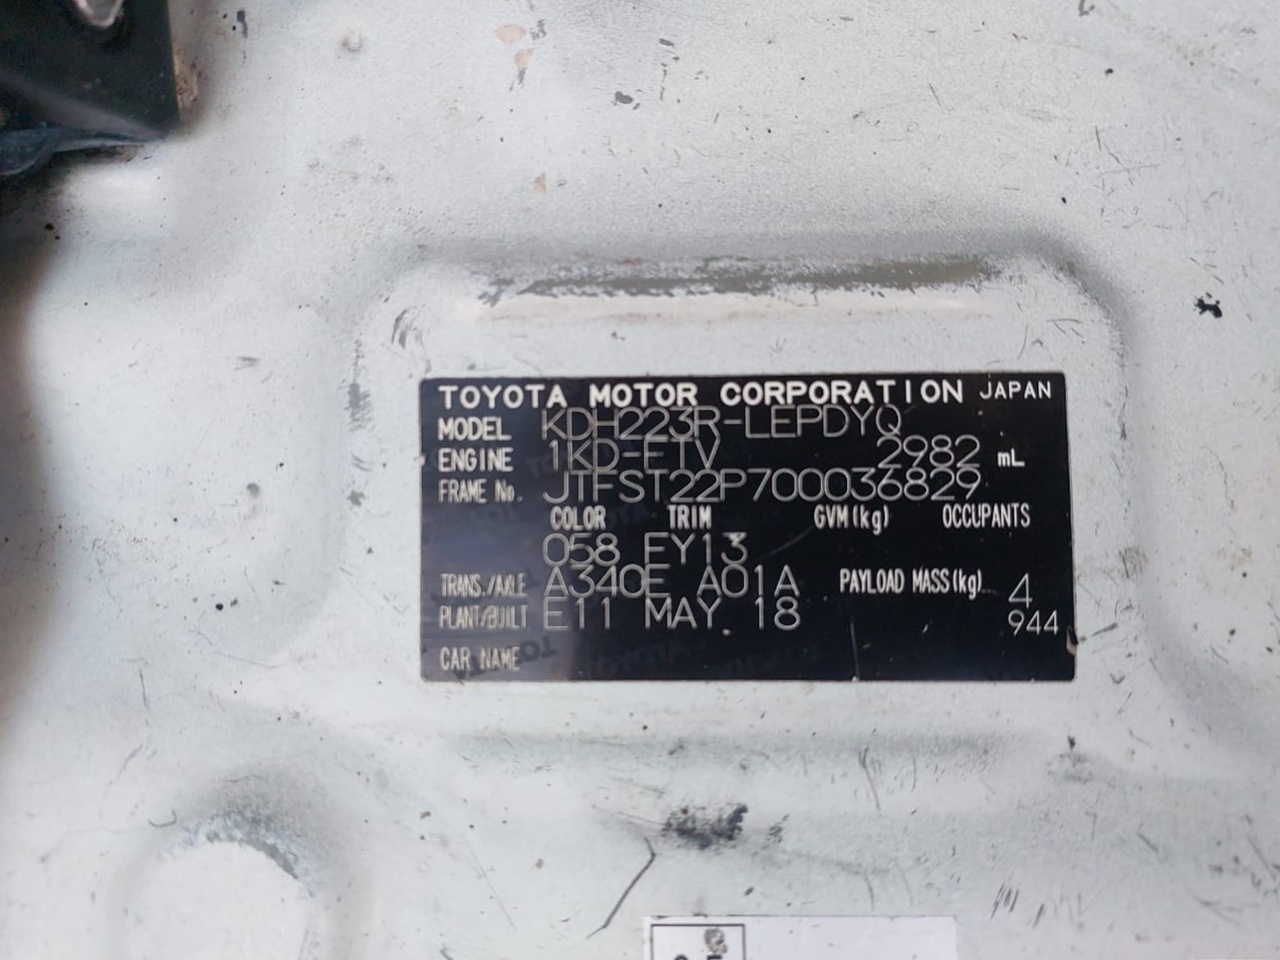 TOYOTA MOTOR CORPORATION JAPAN
MODEL KDH223R-LEPDYQ
ENGINE 1KD-FTV 2982 mL
FRAME No. JTFST22P700036829
COLOR TRIM GVM(kg) OCCUPANTS
058 FY13
TRANS./AXLE A340E A01A PAYLOAD MASS(kg) 4
PLANT/BUILT E11 MAY 18 944
CAR NAME